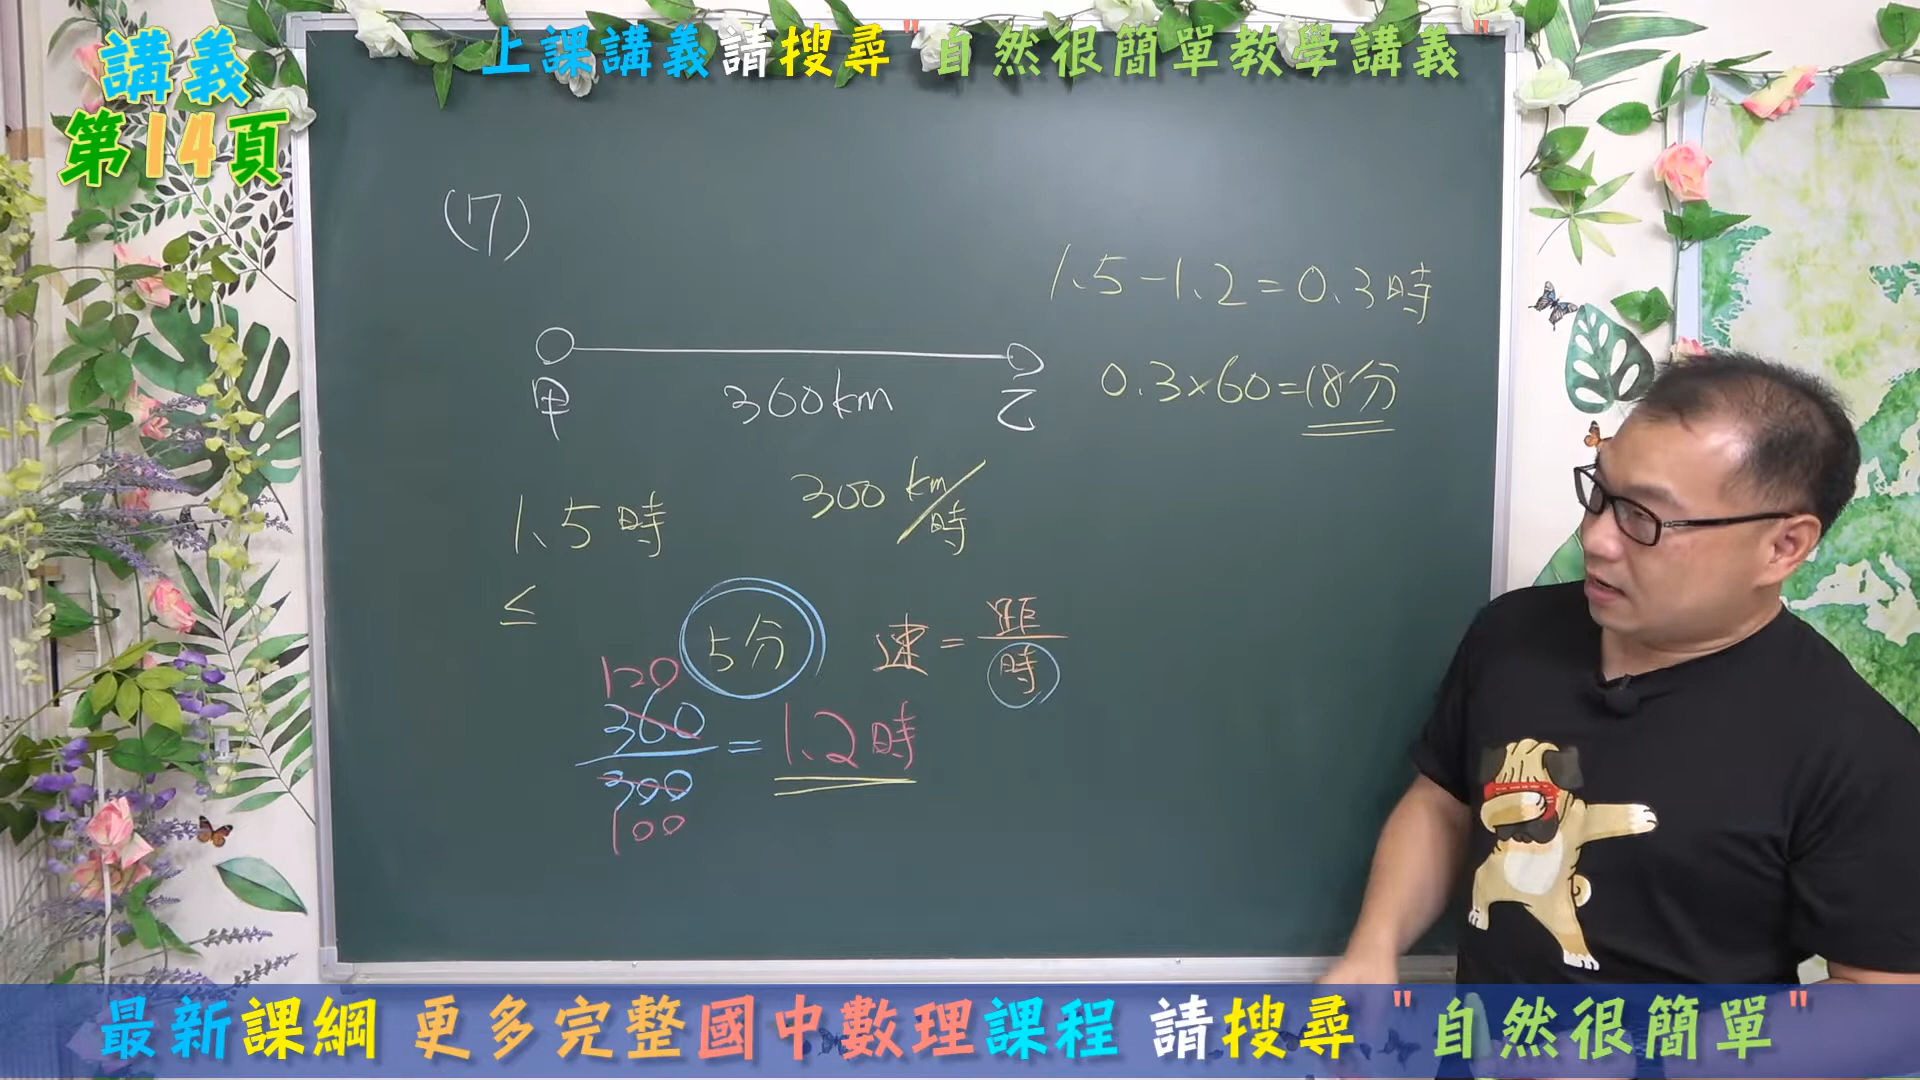 講義
第14頁
上課講義請搜尋"自然很簡單教學講義"
(7)
1.5-1.2=0.3時
0.3×60=18分
甲 360km 乙
1.5時 300 km/時
≤
5分 速=距/時
120
360/300=1.2時
100
最新課綱 更多完整國中數理課程 請搜尋"自然很簡單"